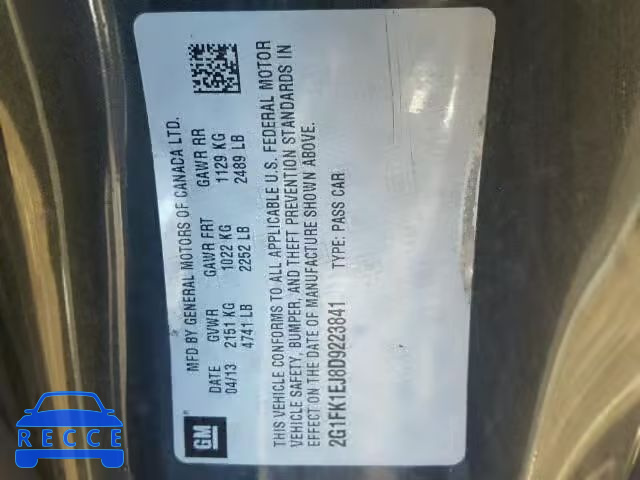 MFD BY GENERAL MOTORS OF CANADA LTD.
DATE GVWR GAWR FRT GAWR RR
04/13 2151 KG 1022 KG 1129 KG
4741 LB 2252 LB 2489 LB
THIS VEHICLE CONFORMS TO ALL APPLICABLE U.S. FEDERAL MOTOR
VEHICLE SAFETY, BUMPER, AND THEFT PREVENTION STANDARDS IN
EFFECT ON THE DATE OF MANUFACTURE SHOWN ABOVE.
2G1FK1EJ8D9223841 TYPE: PASS CAR
GM
RECCE